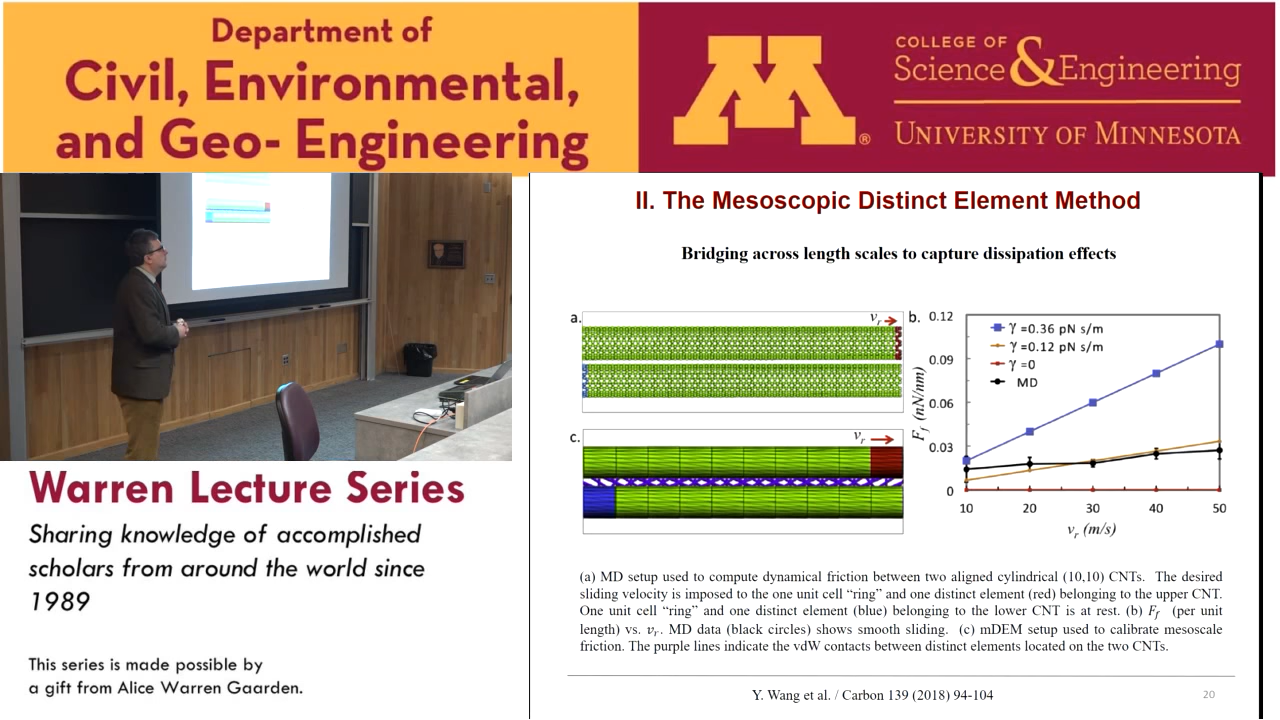 Department of
Civil, Environmental,
and Geo- Engineering
M®
COLLEGE OF
Science & Engineering
UNIVERSITY OF MINNESOTA
Warren Lecture Series
Sharing knowledge of accomplished
scholars from around the world since
1989
This series is made possible by
a gift from Alice Warren Gaarden.
II. The Mesoscopic Distinct Element Method
Bridging across length scales to capture dissipation effects
a.
vr
c.
vr
b.
0.12
0.09
0.06
0.03
0
Ff (nN/nm)
γ =0.36 pN s/m
γ =0.12 pN s/m
γ =0
MD
10 20 30 40 50
vr (m/s)
(a) MD setup used to compute dynamical friction between two aligned cylindrical (10,10) CNTs. The desired
sliding velocity is imposed to the one unit cell “ring” and one distinct element (red) belonging to the upper CNT.
One unit cell “ring” and one distinct element (blue) belonging to the lower CNT is at rest. (b) Ff (per unit
length) vs. vr. MD data (black circles) shows smooth sliding. (c) mDEM setup used to calibrate mesoscale
friction. The purple lines indicate the vdW contacts between distinct elements located on the two CNTs.
Y. Wang et al. / Carbon 139 (2018) 94-104
20